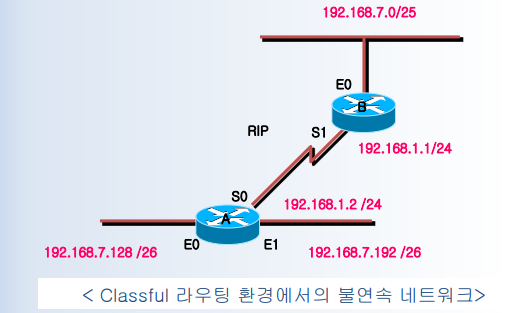 192.168.7.0/25
E0
B
RIP
S1
192.168.1.1/24
S0
192.168.1.2 /24
A
E0
E1
192.168.7.128 /26
192.168.7.192 /26
< Classful 라우팅 환경에서의 불연속 네트워크>